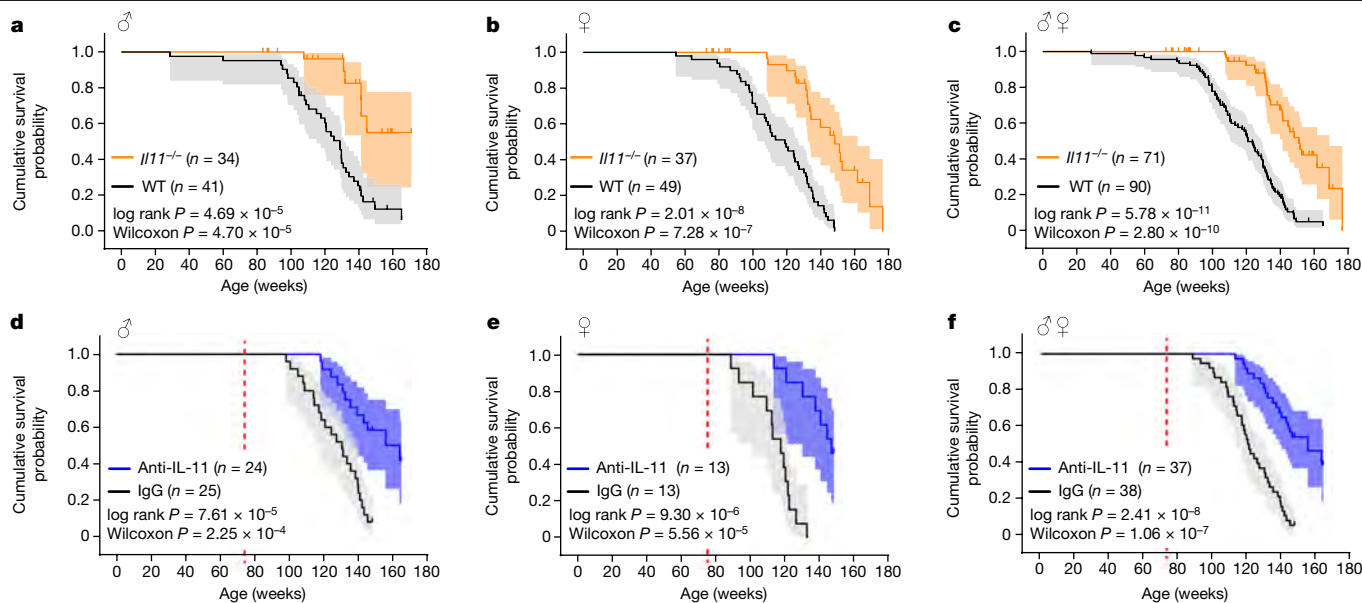 a ♂
Cumulative survival
probability
1.0
0.8
0.6
0.4
0.2
0.0
Il11−/− (n = 34)
WT (n = 41)
log rank P = 4.69 × 10−5
Wilcoxon P = 4.70 × 10−5
0 20 40 60 80 100 120 140 160 180
Age (weeks)
b ♀
Cumulative survival
probability
1.0
0.8
0.6
0.4
0.2
0.0
Il11−/− (n = 37)
WT (n = 49)
log rank P = 2.01 × 10−8
Wilcoxon P = 7.28 × 10−7
0 20 40 60 80 100 120 140 160 180
Age (weeks)
c ♂♀
Cumulative survival
probability
1.0
0.8
0.6
0.4
0.2
0.0
Il11−/− (n = 71)
WT (n = 90)
log rank P = 5.78 × 10−11
Wilcoxon P = 2.80 × 10−10
0 20 40 60 80 100 120 140 160 180
Age (weeks)
d ♂
Cumulative survival
probability
1.0
0.8
0.6
0.4
0.2
0
Anti-IL-11 (n = 24)
IgG (n = 25)
log rank P = 7.61 × 10−5
Wilcoxon P = 2.25 × 10−4
0 20 40 60 80 100 120 140 160 180
Age (weeks)
e ♀
Cumulative survival
probability
1.0
0.8
0.6
0.4
0.2
0
Anti-IL-11 (n = 13)
IgG (n = 13)
log rank P = 9.30 × 10−6
Wilcoxon P = 5.56 × 10−5
0 20 40 60 80 100 120 140 160 180
Age (weeks)
f ♂♀
Cumulative survival
probability
1.0
0.8
0.6
0.4
0.2
0
Anti-IL-11 (n = 37)
IgG (n = 38)
log rank P = 2.41 × 10−8
Wilcoxon P = 1.06 × 10−7
0 20 40 60 80 100 120 140 160 180
Age (weeks)